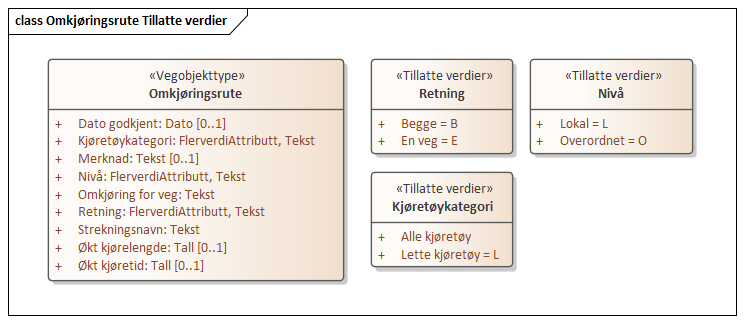 class Omkjøringsrute Tillatte verdier
«Vegobjekttype»
Omkjøringsrute
+ Dato godkjent: Dato [0..1]
+ Kjøretøykategori: FlerverdiAttributt, Tekst
+ Merknad: Tekst [0..1]
+ Nivå: FlerverdiAttributt, Tekst
+ Omkjøring for veg: Tekst
+ Retning: FlerverdiAttributt, Tekst
+ Strekningsnavn: Tekst
+ Økt kjørelengde: Tall [0..1]
+ Økt kjøretid: Tall [0..1]
«Tillatte verdier»
Retning
+ Begge = B
+ En veg = E
«Tillatte verdier»
Nivå
+ Lokal = L
+ Overordnet = O
«Tillatte verdier»
Kjøretøykategori
+ Alle kjøretøy
+ Lette kjøretøy = L